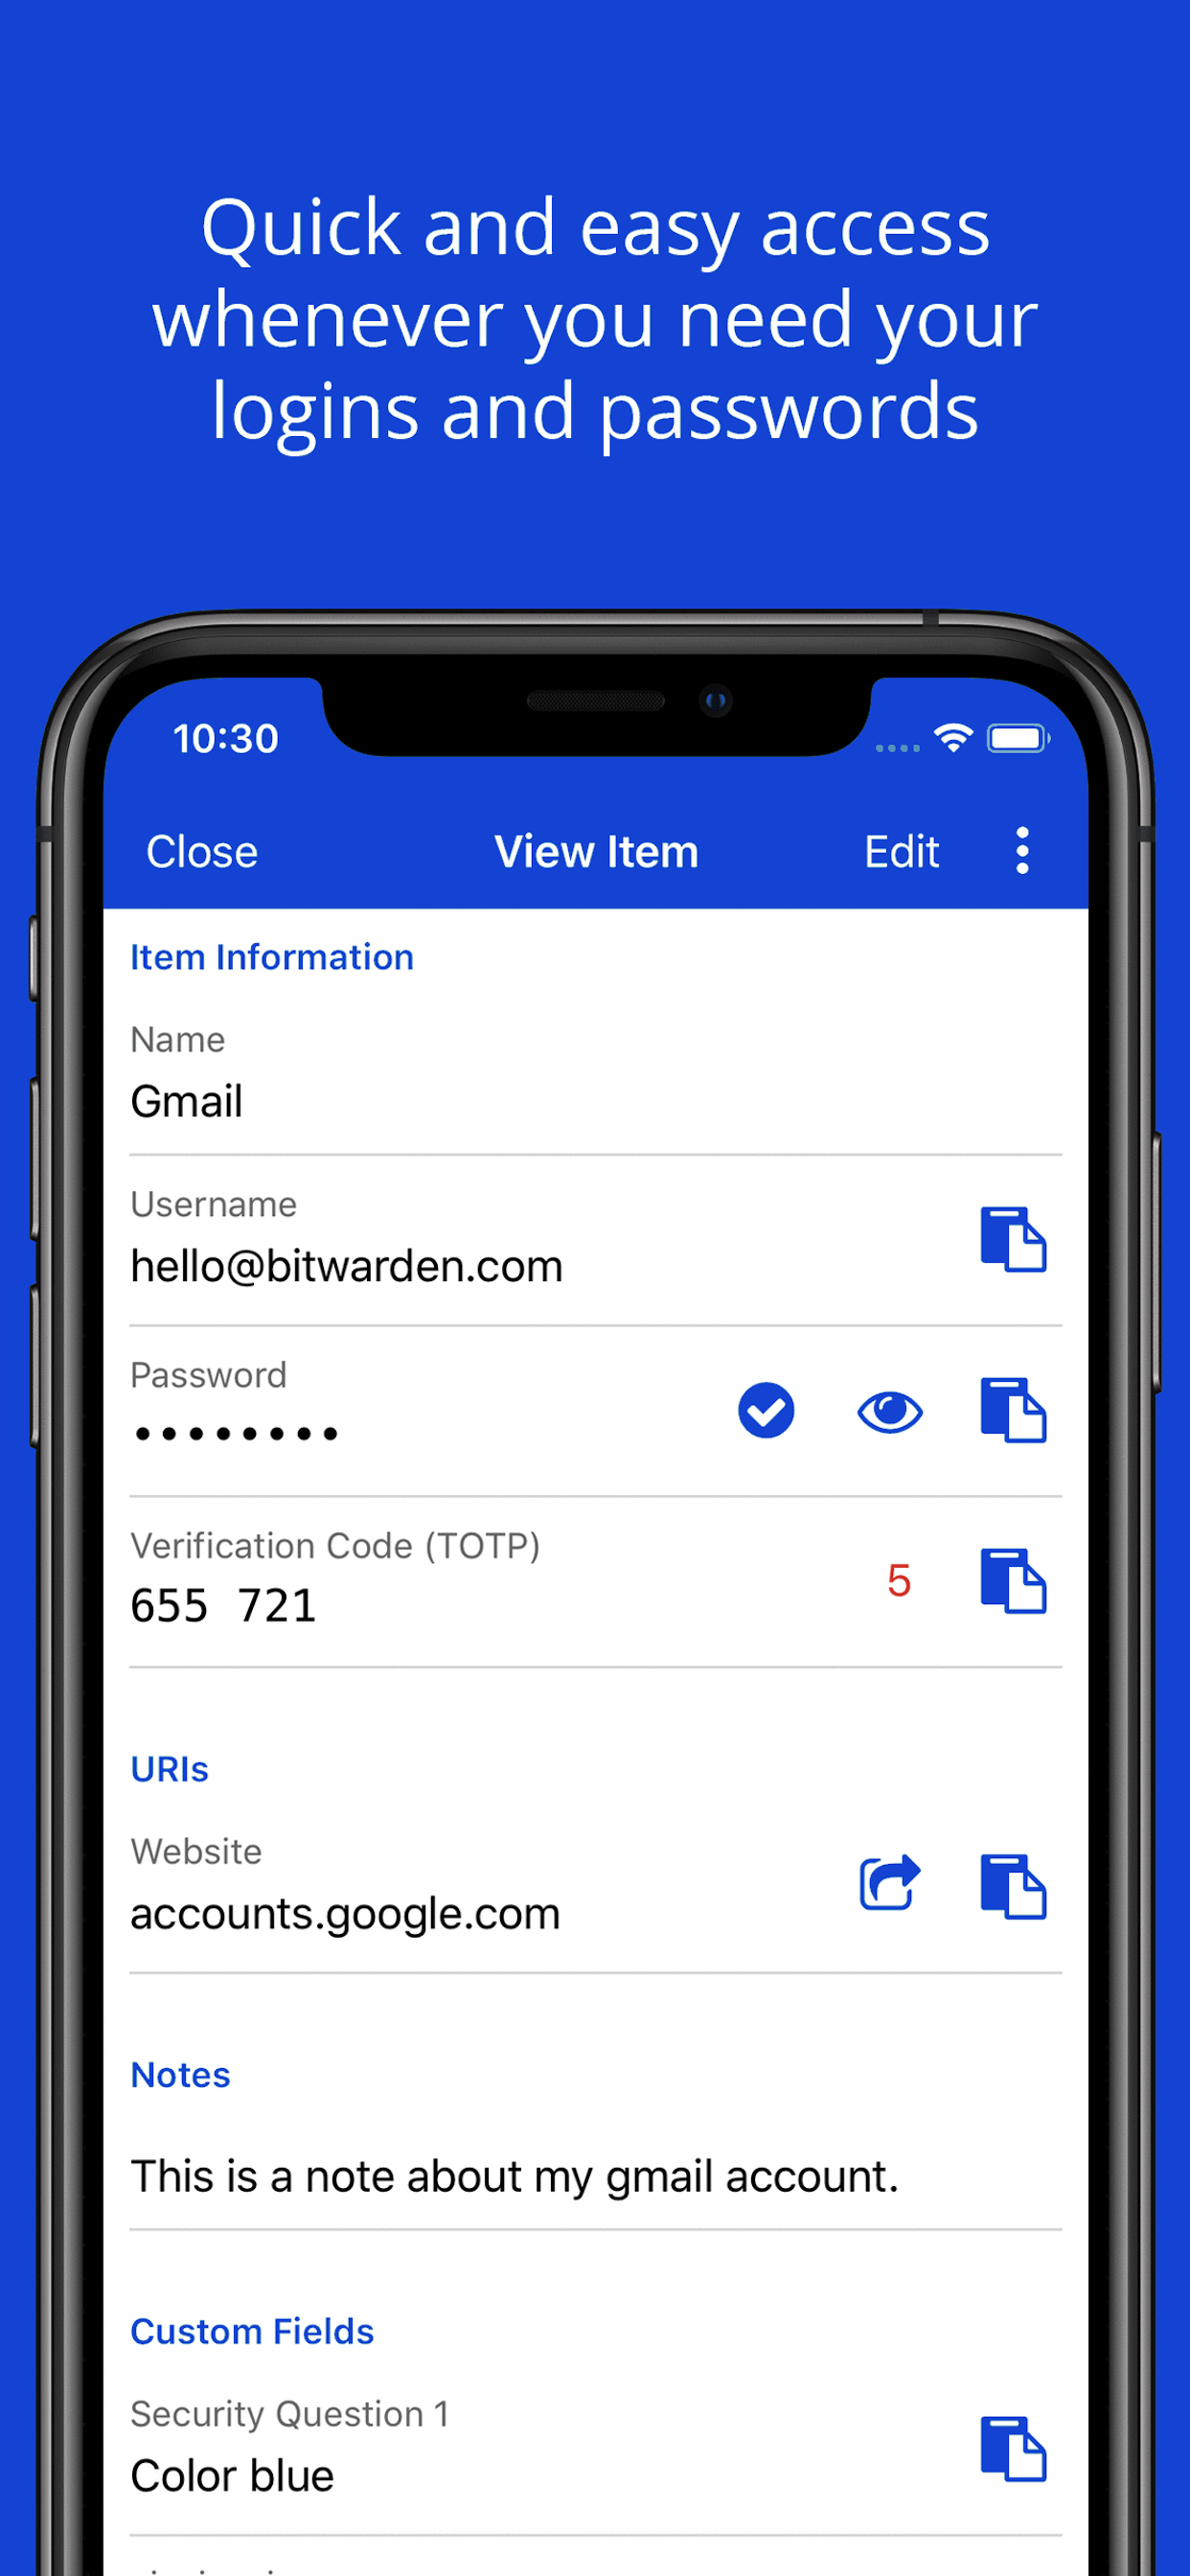 Quick and easy access
whenever you need your
logins and passwords
10:30
Close View Item Edit
Item Information
Name
Gmail
Username
hello@bitwarden.com
Password
••••••••
Verification Code (TOTP)
655 721 5
URIs
Website
accounts.google.com
Notes
This is a note about my gmail account.
Custom Fields
Security Question 1
Color blue